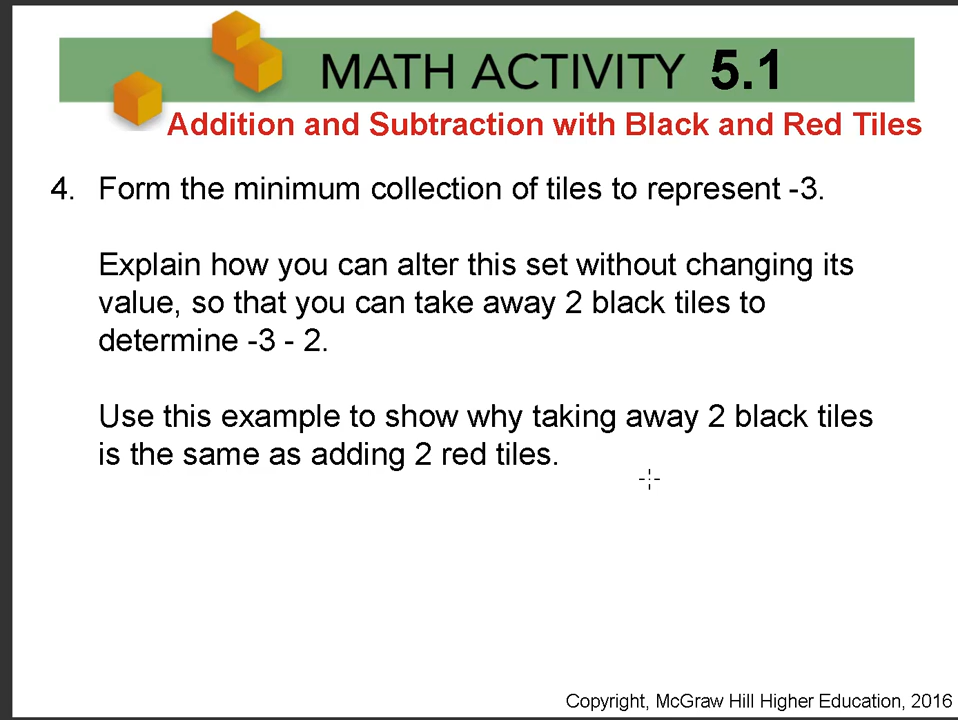 MATH ACTIVITY 5.1
Addition and Subtraction with Black and Red Tiles
4. Form the minimum collection of tiles to represent -3.
Explain how you can alter this set without changing its
value, so that you can take away 2 black tiles to
determine -3 - 2.
Use this example to show why taking away 2 black tiles
is the same as adding 2 red tiles.
Copyright, McGraw Hill Higher Education, 2016